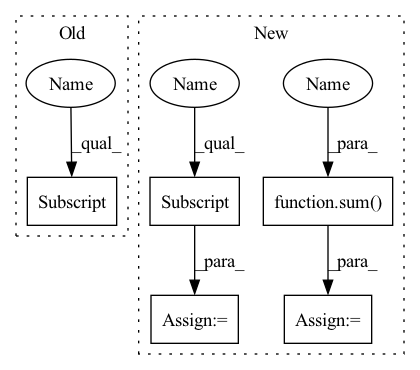 Old
New
Name
Name
Name
_qual_
_qual_
_para_
Subscript
Subscript
function.sum()
_para_
_para_
Assign:=
Assign:=